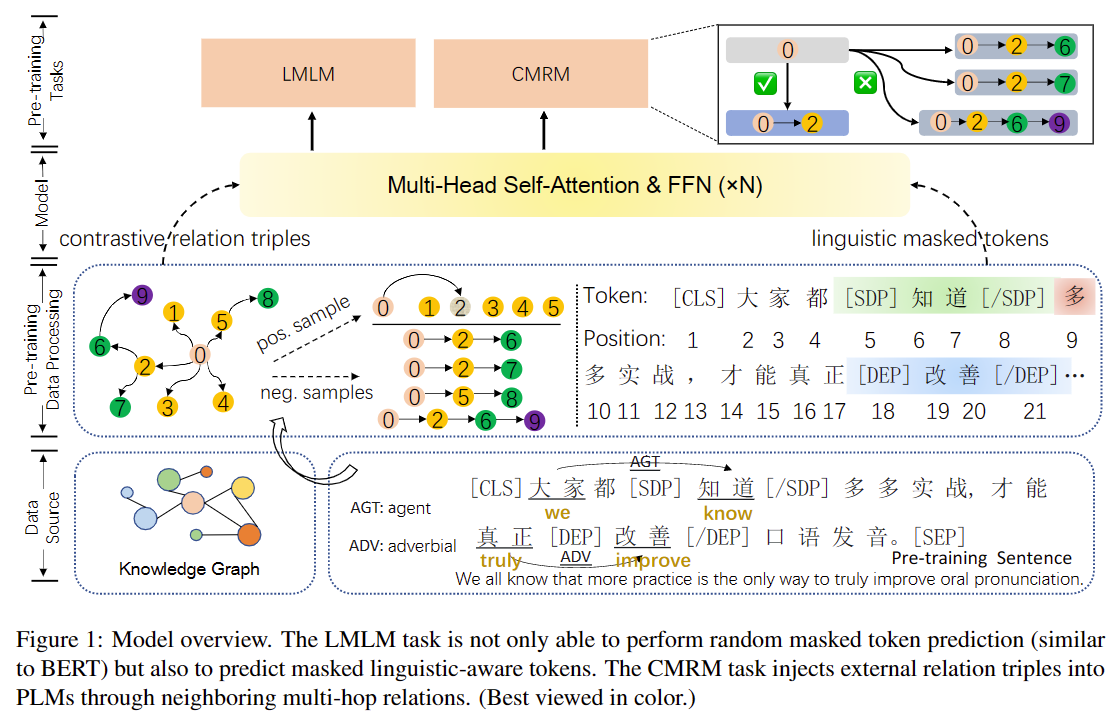 Pre-training Tasks
LMLM
CMRM
0
0 2
0 2 6
0 2 7
0 2 6 9
Model
Multi-Head Self-Attention & FFN (×N)
contrastive relation triples
linguistic masked tokens
Pre-training Data Processing
9
1
8
5
6
0
2
7
3
4
pos. sample
neg. samples
0 1 2 3 4 5
0 2 6
0 2 7
0 5 8
0 2 6 9
Token: [CLS] 大 家 都 [SDP] 知 道 [/SDP] 多
Position: 1 2 3 4 5 6 7 8 9
多 实 战 ， 才 能 真 正 [DEP] 改 善 [/DEP] ···
10 11 12 13 14 15 16 17 18 19 20 21
Data Source
Knowledge Graph
AGT
[CLS] 大 家 都 [SDP] 知 道 [/SDP] 多 多 实 战, 才 能
AGT: agent
we know
真 正 [DEP] 改 善 [/DEP] 口 语 发 音。[SEP]
ADV: adverbial
truly ADV improve
Pre-training Sentence
We all know that more practice is the only way to truly improve oral pronunciation.
Figure 1: Model overview. The LMLM task is not only able to perform random masked token prediction (similar
to BERT) but also to predict masked linguistic-aware tokens. The CMRM task injects external relation triples into
PLMs through neighboring multi-hop relations. (Best viewed in color.)